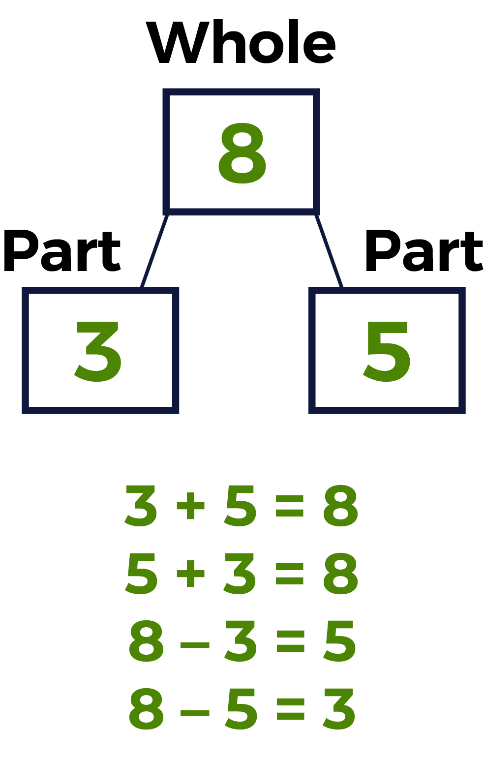 Whole
8
Part
Part
3
5
3 + 5 = 8
5 + 3 = 8
8 – 3 = 5
8 – 5 = 3